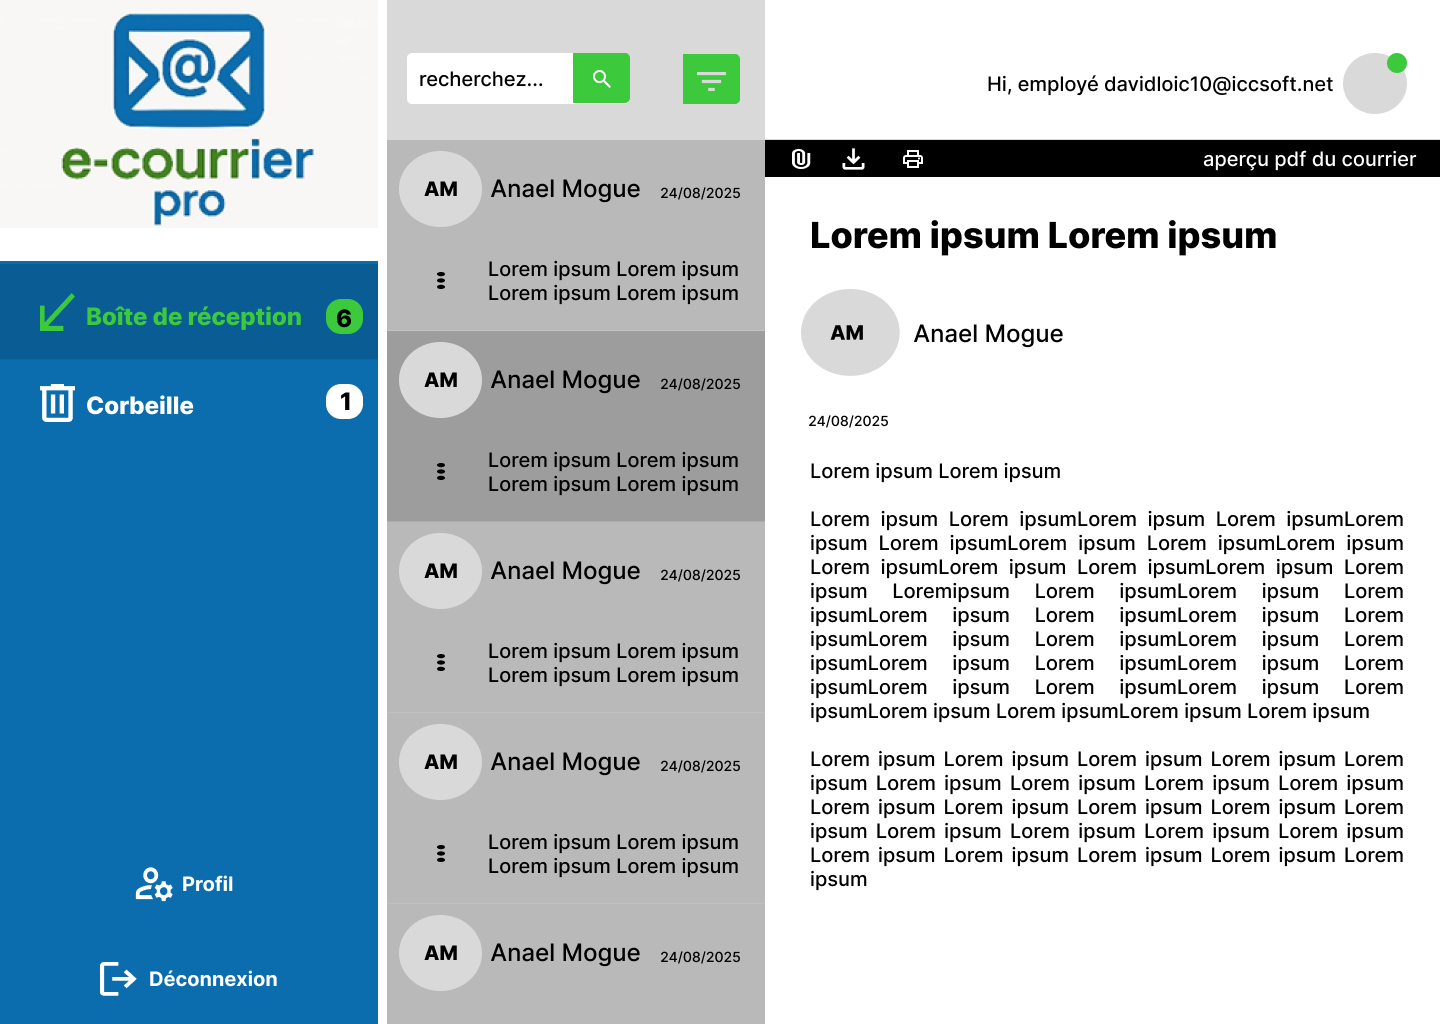 @
e-courrier
pro
Boîte de réception 6
Corbeille 1
Profil
Déconnexion
recherchez...
AM Anael Mogue 24/08/2025
Lorem ipsum Lorem ipsum
Lorem ipsum Lorem ipsum
AM Anael Mogue 24/08/2025
Lorem ipsum Lorem ipsum
Lorem ipsum Lorem ipsum
AM Anael Mogue 24/08/2025
Lorem ipsum Lorem ipsum
Lorem ipsum Lorem ipsum
AM Anael Mogue 24/08/2025
Lorem ipsum Lorem ipsum
Lorem ipsum Lorem ipsum
AM Anael Mogue 24/08/2025
Hi, employé davidloic10@iccsoft.net
aperçu pdf du courrier
Lorem ipsum Lorem ipsum
AM Anael Mogue
24/08/2025
Lorem ipsum Lorem ipsum
Lorem ipsum Lorem ipsumLorem ipsum Lorem ipsumLorem
ipsum Lorem ipsumLorem ipsum Lorem ipsumLorem ipsum
Lorem ipsumLorem ipsum Lorem ipsumLorem ipsum Lorem
ipsum Loremipsum Lorem ipsumLorem ipsum Lorem
ipsumLorem ipsum Lorem ipsumLorem ipsum Lorem
ipsumLorem ipsum Lorem ipsumLorem ipsum Lorem
ipsumLorem ipsum Lorem ipsumLorem ipsum Lorem
ipsumLorem ipsum Lorem ipsumLorem ipsum Lorem
ipsumLorem ipsum Lorem ipsumLorem ipsum Lorem ipsum
Lorem ipsum Lorem ipsum Lorem ipsum Lorem ipsum Lorem
ipsum Lorem ipsum Lorem ipsum Lorem ipsum Lorem ipsum
Lorem ipsum Lorem ipsum Lorem ipsum Lorem ipsum Lorem
ipsum Lorem ipsum Lorem ipsum Lorem ipsum Lorem ipsum
Lorem ipsum Lorem ipsum Lorem ipsum Lorem ipsum Lorem
ipsum